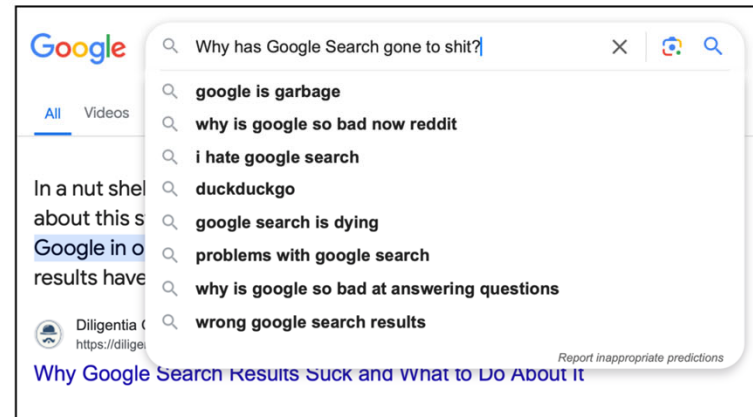 Google
Why has Google Search gone to shit?
google is garbage
All Videos
why is google so bad now reddit
i hate google search
In a nut shel
duckduckgo
about this s
google search is dying
Google in o
problems with google search
results have
why is google so bad at answering questions
wrong google search results
Diligentia
https://dilige
Report inappropriate predictions
Why Google Search Results Suck and What to Do About It